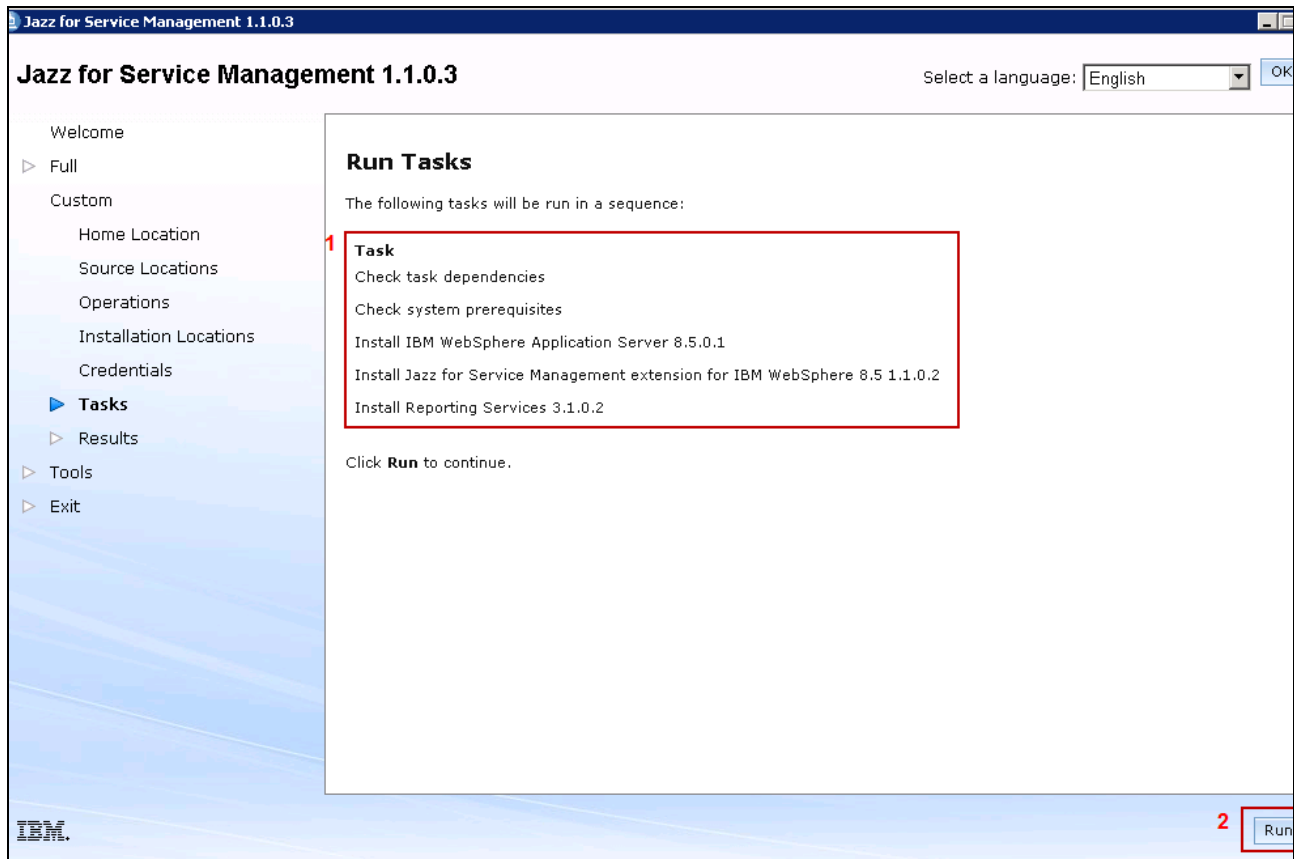 Jazz for Service Management 1.1.0.3
Jazz for Service Management 1.1.0.3
Select a language: English OK
Welcome
Full
Custom
Home Location
Source Locations
Operations
Installation Locations
Credentials
Tasks
Results
Tools
Exit
Run Tasks
The following tasks will be run in a sequence:
1
Task
Check task dependencies
Check system prerequisites
Install IBM WebSphere Application Server 8.5.0.1
Install Jazz for Service Management extension for IBM WebSphere 8.5 1.1.0.2
Install Reporting Services 3.1.0.2
Click Run to continue.
IBM.
2
Run